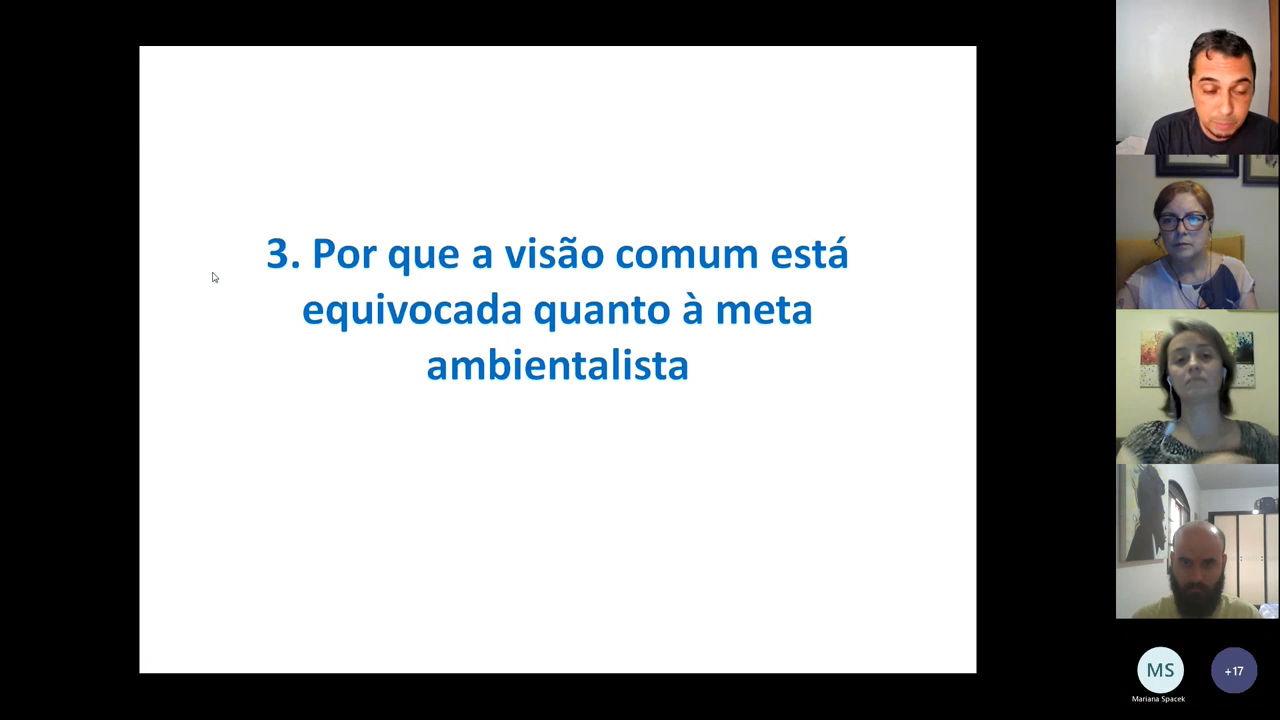 3. Por que a visão comum está
equivocada quanto à meta
ambientalista
MS
+17
Mariana Spacek